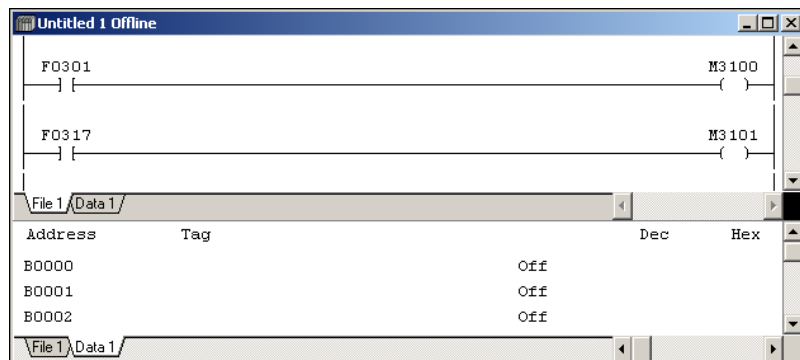 Untitled 1 Offline
F0301 M3100
F0317 M3101
File 1 Data 1
Address Tag Dec Hex
B0000 Off
B0001 Off
B0002 Off
File 1 Data 1